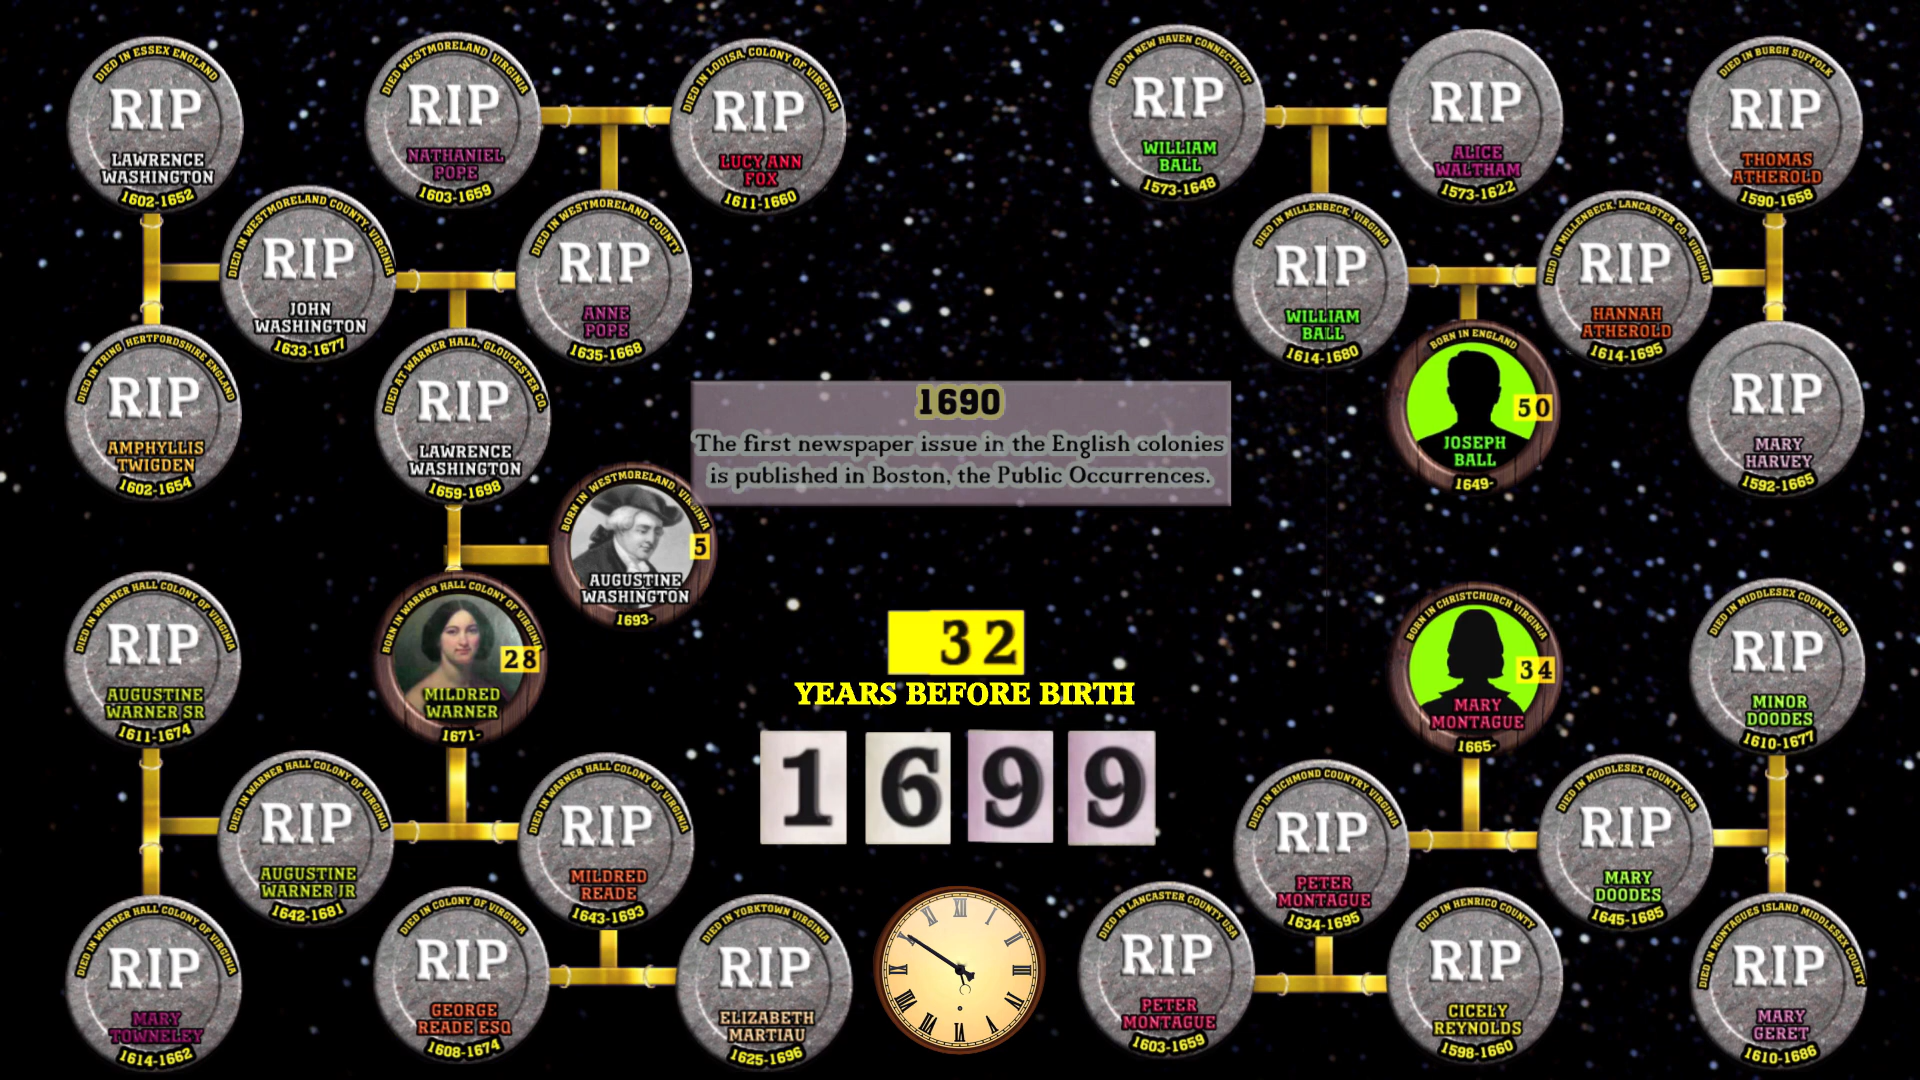 DIED IN ESSEX ENGLAND
RIP
LAWRENCE
WASHINGTON
1602-1652
DIED WESTMORELAND VIRGINIA
RIP
NATHANIEL
POPE
1603-1659
DIED IN LOUISA, COLONY OF VIRGINIA
RIP
LUCY ANN
FOX
1611-1660
DIED IN NEW HAVEN CONNECTICUT
RIP
WILLIAM
BALL
1573-1648
RIP
ALICE
WALTHAM
1573-1622
DIED IN BURGH SUFFOLK
RIP
THOMAS
ATHEROLD
1590-1658
DIED IN WESTMORELAND COUNTY, VIRGINIA
RIP
JOHN
WASHINGTON
1633-1677
DIED IN WESTMORELAND COUNTY
RIP
ANNE
POPE
1635-1668
DIED IN MILLENBECK, VIRGINIA
RIP
WILLIAM
BALL
1614-1680
DIED IN MILLENBECK, LANCASTER CO., VIRGINIA
RIP
HANNAH
ATHEROLD
1614-1695
DIED IN TRING HERTFORDSHIRE ENGLAND
RIP
AMPHYLLIS
TWIGDEN
1602-1654
DIED AT WARNER HALL, GLOUCESTER CO.
RIP
LAWRENCE
WASHINGTON
1659-1698
1690
The first newspaper issue in the English colonies
is published in Boston, the Public Occurrences.
BORN IN ENGLAND
50
JOSEPH
BALL
1649-
RIP
MARY
HARVEY
1592-1665
BORN IN WESTMORELAND, VIRGINIA
5
AUGUSTINE
WASHINGTON
1693-
DIED IN WARNER HALL COLONY OF VIRGINIA
RIP
AUGUSTINE
WARNER SR
1611-1674
BORN IN WARNER HALL COLONY OF VIRGINIA
28
MILDRED
WARNER
1671-
32
YEARS BEFORE BIRTH
1699
BORN IN CHRISTCHURCH VIRGINIA
34
MARY
MONTAGUE
1665-
DIED IN MIDDLESEX COUNTY USA
RIP
MINOR
DOODES
1610-1677
DIED IN WARNER HALL COLONY OF VIRGINIA
RIP
AUGUSTINE
WARNER JR
1642-1681
DIED IN WARNER HALL COLONY OF VIRGINIA
RIP
MILDRED
READE
1643-1693
DIED IN RICHMOND COUNTRY VIRGINIA
RIP
PETER
MONTAGUE
1634-1695
DIED IN MIDDLESEX COUNTY USA
RIP
MARY
DOODES
1645-1685
DIED IN WARNER HALL COLONY OF VIRGINIA
RIP
MARY
TOWNELEY
1614-1662
DIED IN COLONY OF VIRGINIA
RIP
GEORGE
READE ESQ
1608-1674
DIED IN YORKTOWN VIRGINIA
RIP
ELIZABETH
MARTIAU
1625-1696
XII I II III IIII V VI VII VIII IX X XI
DIED IN LANCASTER COUNTY USA
RIP
PETER
MONTAGUE
1603-1659
DIED IN HENRICO COUNTY
RIP
CICELY
REYNOLDS
1598-1660
DIED IN MONTAGUES ISLAND MIDDLESEX COUNTY
RIP
MARY
GERET
1610-1686